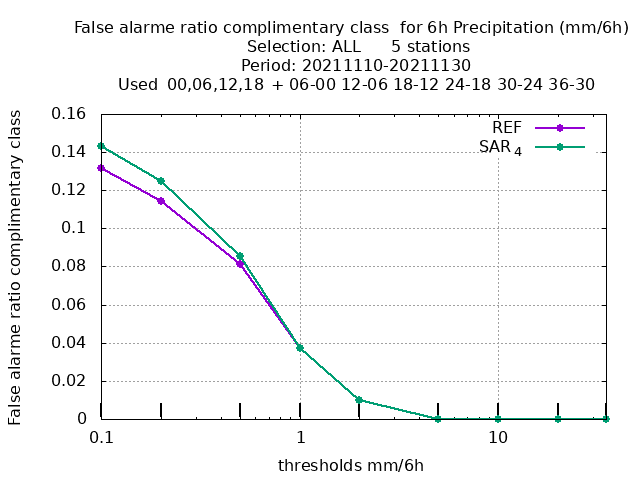 False alarme ratio complimentary class  for 6h Precipitation (mm/6h)
Selection: ALL      5 stations
Period: 20211110-20211130
Used  00,06,12,18 + 06-00 12-06 18-12 24-18 30-24 36-30
False alarme ratio complimentary class
0.16
0.14
0.12
0.1
0.08
0.06
0.04
0.02
0
REF
SAR4
0.1
1
10
thresholds mm/6h